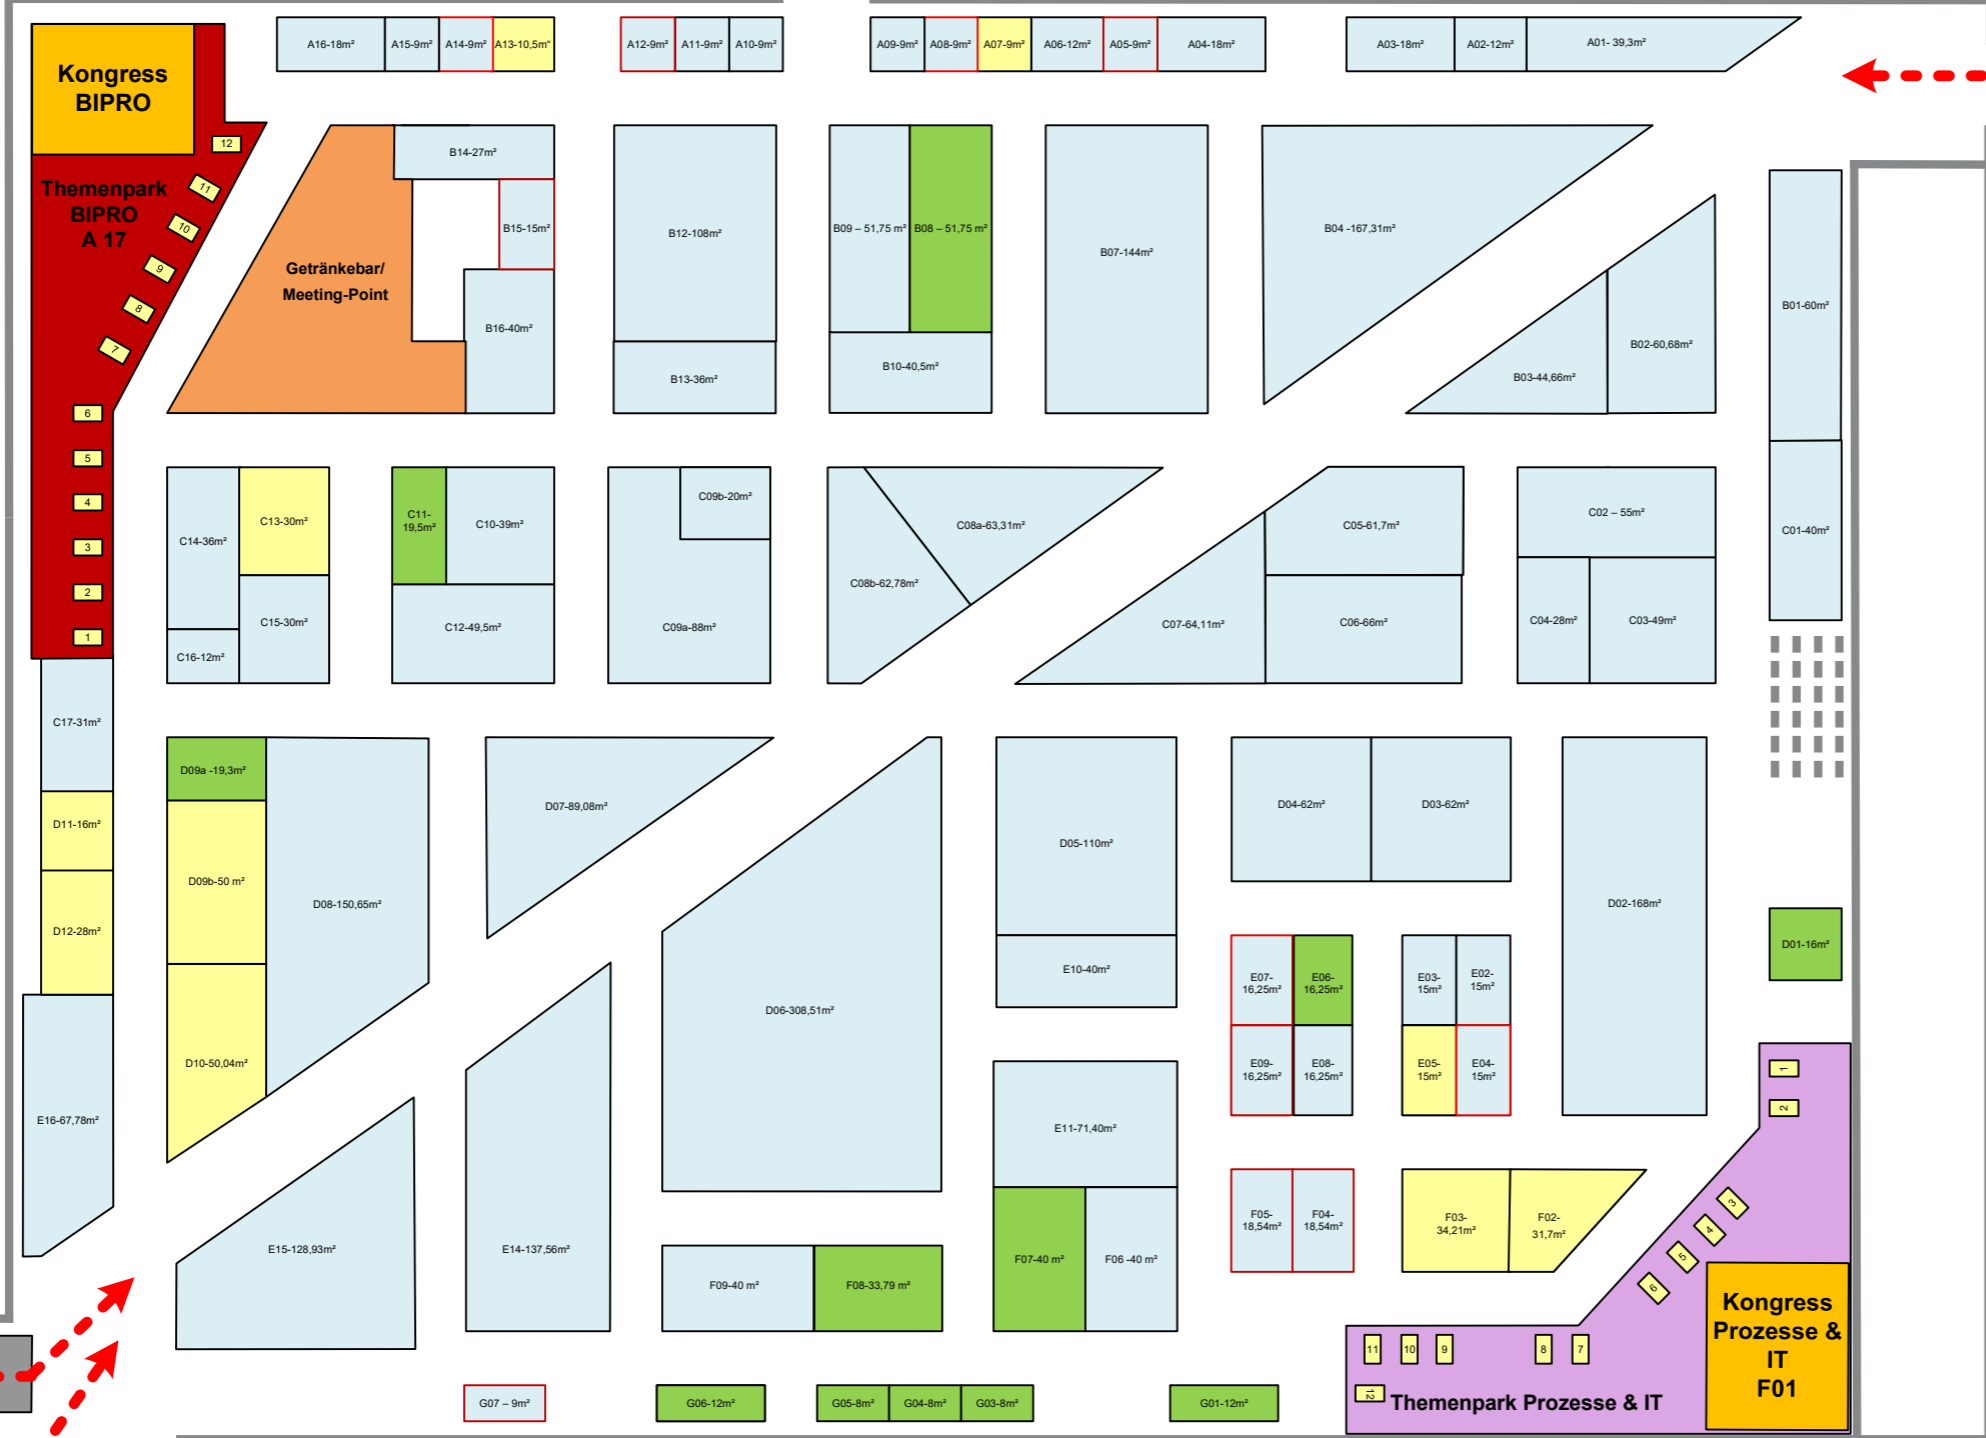 A16-18m²
A15-9m²
A14-9m²
A13-10,5m²
A12-9m²
A11-9m²
A10-9m²
A09-9m²
A08-9m²
A07-9m²
A06-12m²
A05-9m²
A04-18m²
A03-18m²
A02-12m²
A01- 39,3m²
Kongress
BIPRO
Themenpark
BIPRO
A 17
12
11
10
9
8
7
6
5
4
3
2
1
Getränkebar/
Meeting-Point
B14-27m²
B15-15m²
B16-40m²
B12-108m²
B13-36m²
B09 – 51,75 m²
B08 – 51,75 m²
B10-40,5m²
B07-144m²
B04 -167,31m²
B03-44,66m²
B02-60,68m²
B01-60m²
C14-36m²
C13-30m²
C15-30m²
C16-12m²
C11-
19,5m²
C10-39m²
C12-49,5m²
C09b-20m²
C09a-88m²
C08a-63,31m²
C08b-62,78m²
C07-64,11m²
C05-61,7m²
C06-66m²
C02 – 55m²
C04-28m²
C03-49m²
C01-40m²
C17-31m²
D11-16m²
D12-28m²
E16-67,78m²
D09a -19,3m²
D09b-50 m²
D10-50,04m²
D08-150,65m²
D07-89,08m²
D06-308,51m²
D05-110m²
E10-40m²
D04-62m²
D03-62m²
D02-168m²
D01-16m²
E07-
16,25m²
E06-
16,25m²
E09-
16,25m²
E08-
16,25m²
E03-
15m²
E02-
15m²
E05-
15m²
E04-
15m²
E15-128,93m²
E14-137,56m²
E11-71,40m²
F07-40 m²
F06 -40 m²
F09-40 m²
F08-33,79 m²
F05-
18,54m²
F04-
18,54m²
F03-
34,21m²
F02-
31,7m²
1
2
3
4
5
6
7
8
9
10
11
12
Kongress
Prozesse &
IT
F01
Themenpark Prozesse & IT
G07 – 9m²
G06-12m²
G05-8m²
G04-8m²
G03-8m²
G01-12m²